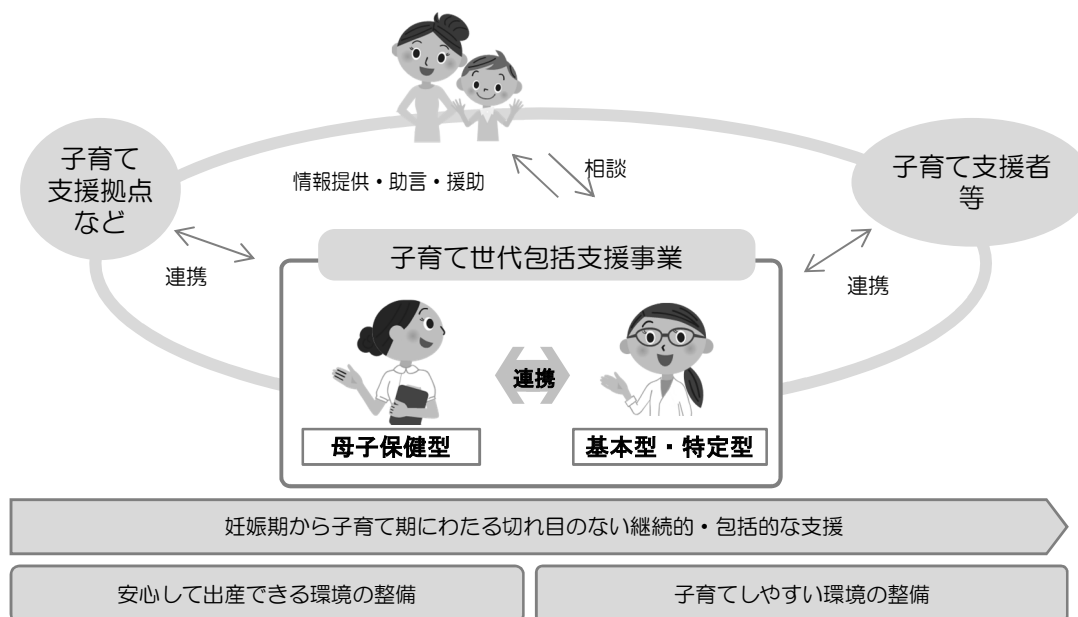 子育て
支援拠点
など
子育て支援者
等
情報提供・助言・援助
相談
連携
連携
子育て世代包括支援事業
連携
母子保健型
基本型・特定型
妊娠期から子育て期にわたる切れ目のない継続的・包括的な支援
安心して出産できる環境の整備
子育てしやすい環境の整備